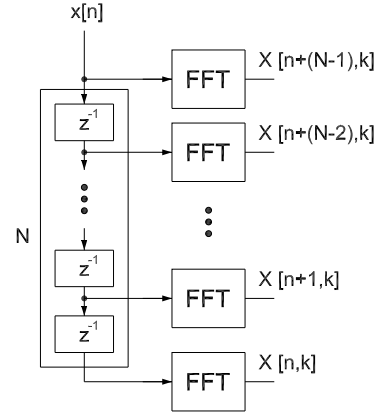 x[n]
FFT
X [n+(N-1),k]
z⁻¹
FFT
X [n+(N-2),k]
N
z⁻¹
FFT
X [n+1,k]
z⁻¹
FFT
X [n,k]